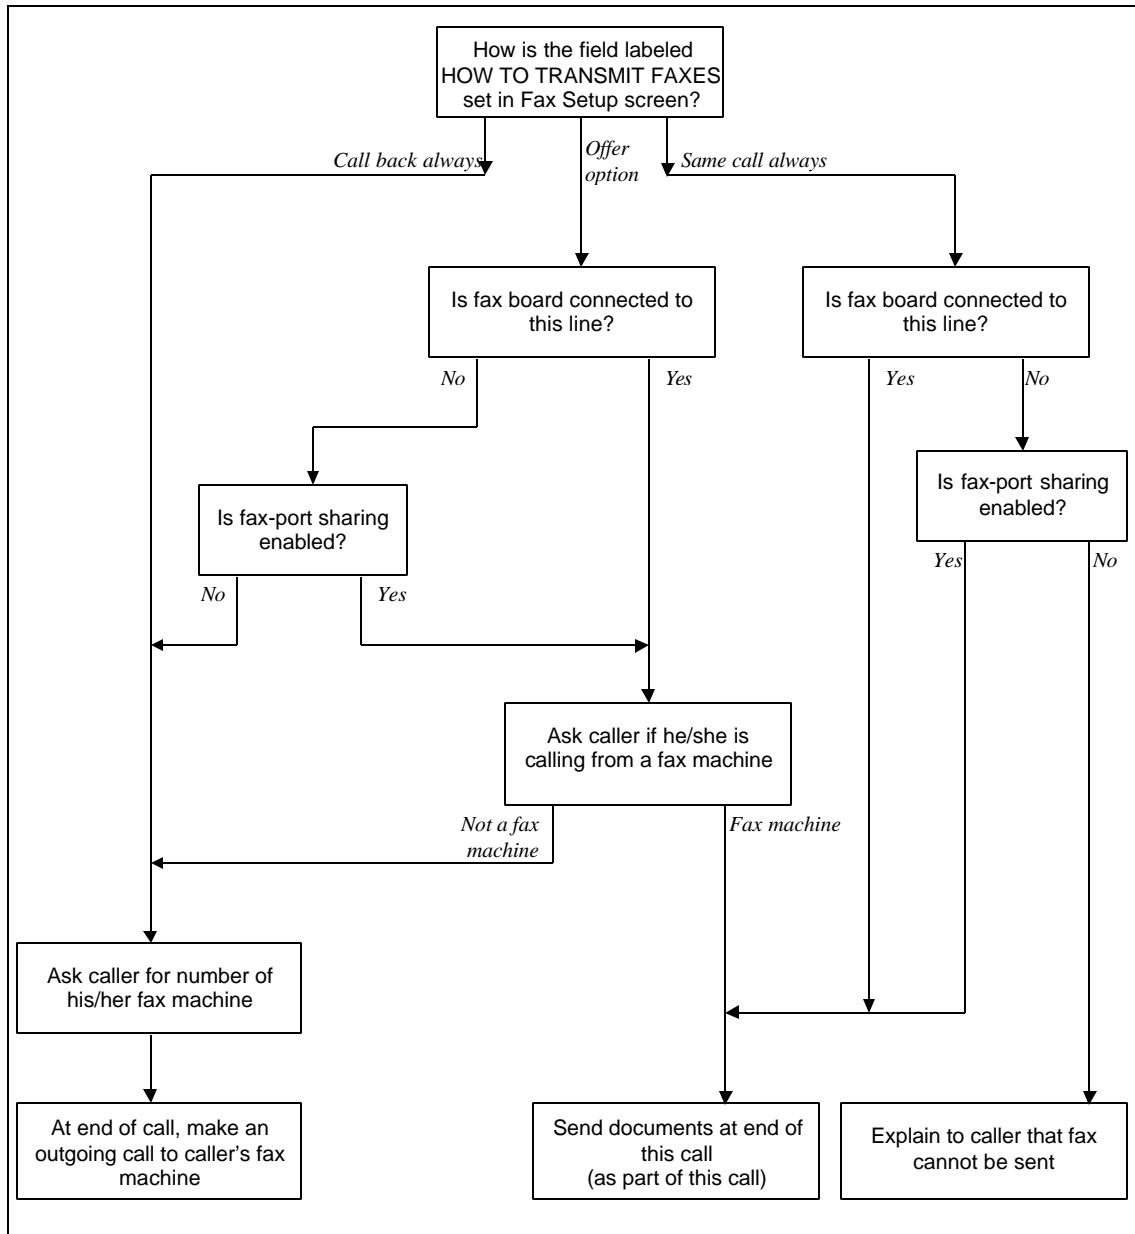 How is the field labeled
HOW TO TRANSMIT FAXES
set in Fax Setup screen?
Call back always
Offer
option
Same call always
Is fax board connected to
this line?
Is fax board connected to
this line?
No
Yes
Yes
No
Is fax-port sharing
enabled?
Is fax-port sharing
enabled?
No
Yes
Yes
No
Ask caller if he/she is
calling from a fax machine
Not a fax
machine
Fax machine
Ask caller for number of
his/her fax machine
At end of call, make an
outgoing call to caller's fax
machine
Send documents at end of
this call
(as part of this call)
Explain to caller that fax
cannot be sent